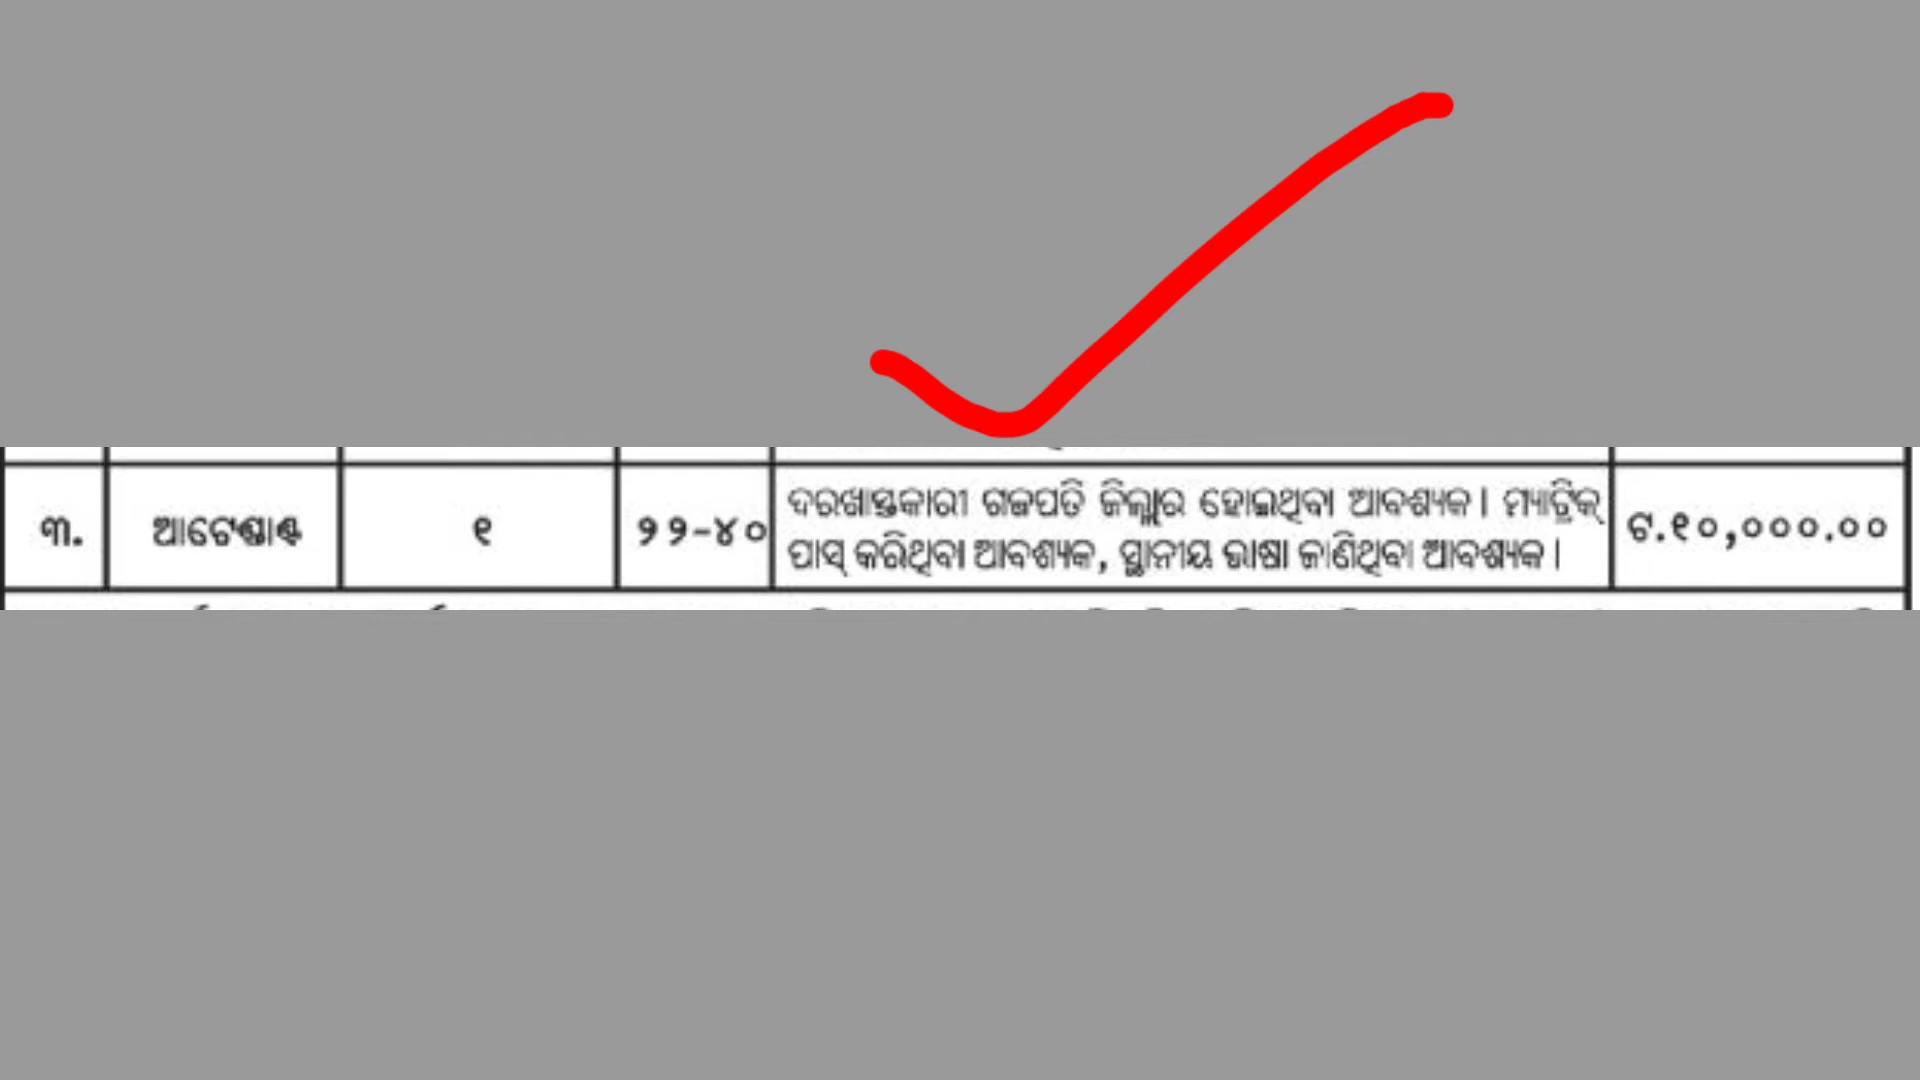 ୩. ଆଟେଣ୍ଡାଣ୍ଟ ୧ ୨୨-୪୦ ଦରଖାସ୍ତକାରୀ ଗଜପତି ଜିଲ୍ଲାର ହୋଇଥିବା ଆବଶ୍ୟକ। ମ୍ୟାଟ୍ରିକ୍ ଟ.୧୦,୦୦୦.୦୦
ପାସ୍ କରିଥିବା ଆବଶ୍ୟକ, ସ୍ଥାନୀୟ ଭାଷା ଜାଣିଥିବା ଆବଶ୍ୟକ।